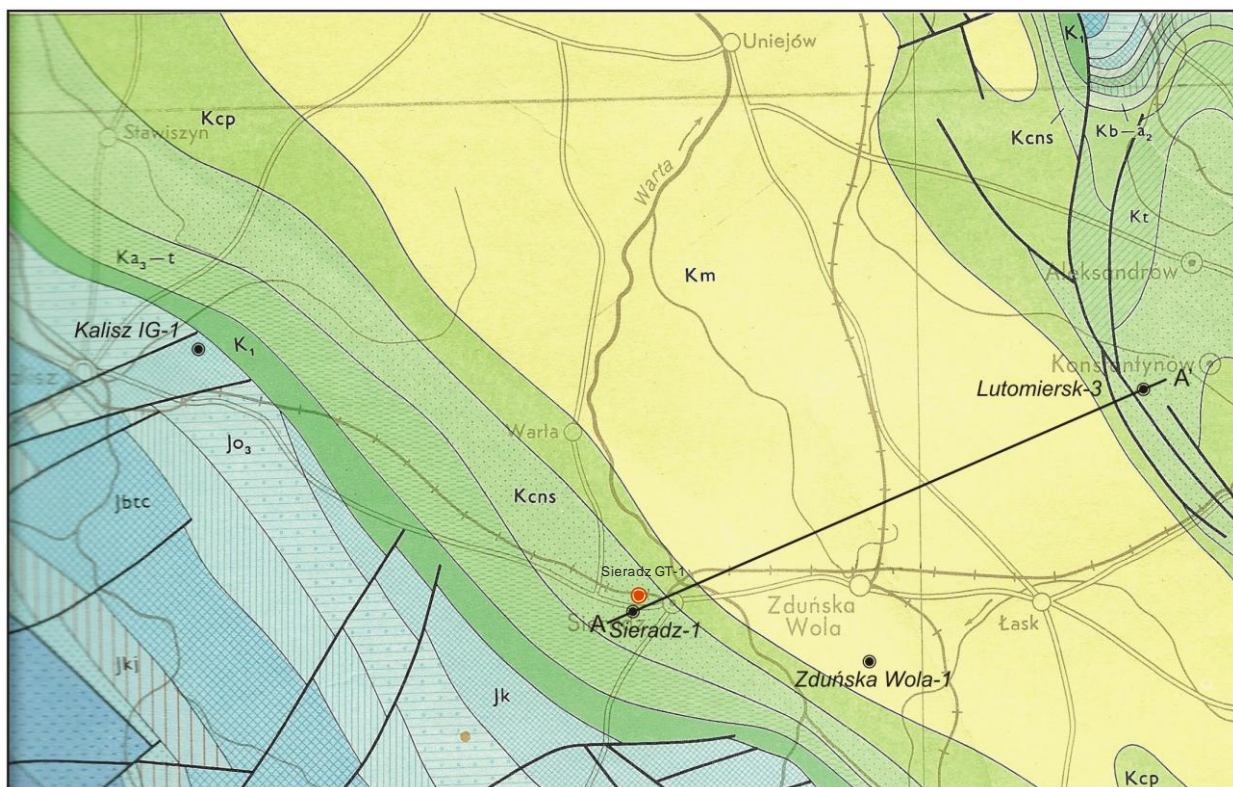 Uniejów
K₁
Kcp
Stawiszyn
Kcns
Kb–a₂
Warta
Kt
Ka₃–t
Km
Aleksandrów
Kalisz IG-1
K₁
Konstantynów
Lutomiersk-3
A'
Jo₃
Warta
Jbtc
Kcns
Sieradz GT-1
A
Sieradz-1
Zduńska
Wola
Łask
Jkj
Zduńska Wola-1
Jk
Kcp